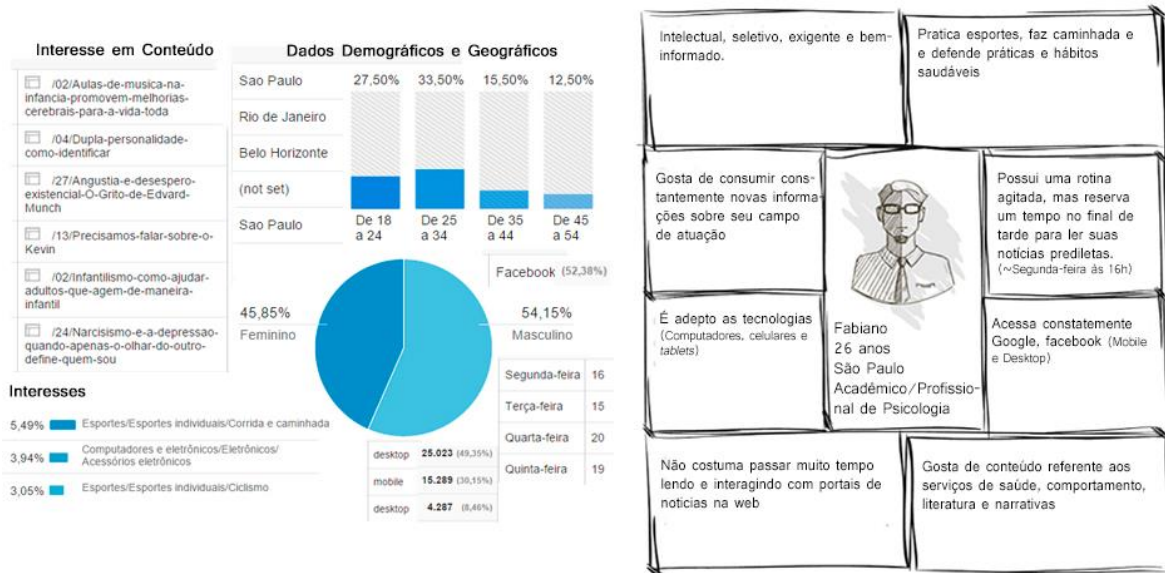 Interesse em Conteúdo
/02/Aulas-de-musica-na-
infancia-promovem-melhorias-
cerebrais-para-a-vida-toda
/04/Dupla-personalidade-
como-identificar
/27/Angustia-e-desespero-
existencial-O-Grito-de-Edvard-
Munch
/13/Precisamos-falar-sobre-o-
Kevin
/02/Infantilismo-como-ajudar-
adultos-que-agem-de-maneira-
infantil
/24/Narcisismo-e-a-depressao-
quando-apenas-o-olhar-do-outro-
define-quem-sou
Interesses
5,49% Esportes/Esportes individuais/Corrida e caminhada
3,94% Computadores e eletrônicos/Eletrônicos/
Acessórios eletrônicos
3,05% Esportes/Esportes individuais/Ciclismo
Dados Demográficos e Geográficos
Sao Paulo
Rio de Janeiro
Belo Horizonte
(not set)
Sao Paulo
27,50% 33,50% 15,50% 12,50%
De 18 De 25 De 35 De 45
a 24 a 34 a 44 a 54
Facebook (52,38%)
45,85%
Feminino
54,15%
Masculino
Segunda-feira 16
Terça-feira 15
Quarta-feira 20
Quinta-feira 19
desktop 25.023 (49,35%)
mobile 15.289 (30,15%)
desktop 4.287 (8,46%)
Intelectual, seletivo, exigente e bem-
informado.
Pratica esportes, faz caminhada e
e defende práticas e hábitos
saudáveis
Gosta de consumir cons-
tantemente novas informa-
ções sobre seu campo
de atuação
Possui uma rotina
agitada, mas reserva
um tempo no final de
tarde para ler suas
notícias prediletas.
(~Segunda-feira às 16h)
É adepto as tecnologias
(Computadores, celulares e
tablets)
Fabiano
26 anos
São Paulo
Acadêmico/Profissio-
nal de Psicologia
Acessa constatemente
Google, facebook (Mobile
e Desktop)
Não costuma passar muito tempo
lendo e interagindo com portais de
noticias na web
Gosta de conteúdo referente aos
serviços de saúde, comportamento,
literatura e narrativas